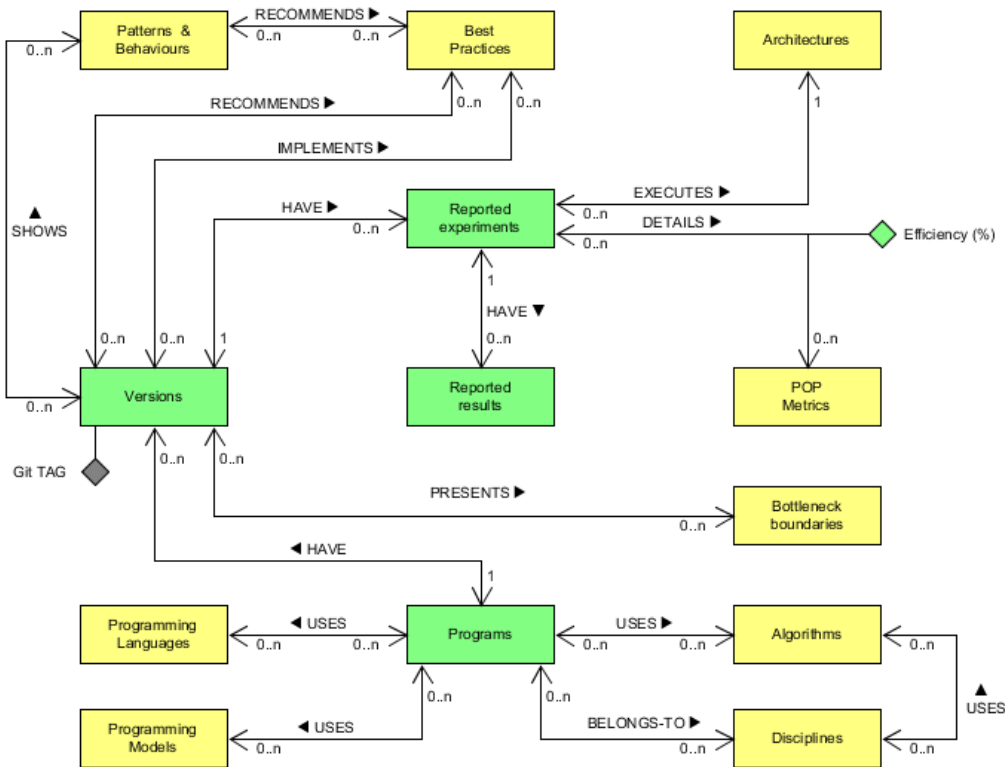 RECOMMENDS ▶
Patterns & Behaviours
0..n
0..n
0..n
Best Practices
Architectures
0..n
0..n
1
RECOMMENDS ▶
IMPLEMENTS ▶
▲
SHOWS
HAVE ▶
0..n
Reported experiments
EXECUTES ▶
0..n
DETAILS ▶
0..n
Efficiency (%)
1
HAVE ▼
0..n
0..n
0..n
1
0..n
0..n
Versions
Reported results
POP Metrics
0..n
0..n
Git TAG
PRESENTS ▶
0..n
Bottleneck boundaries
◀ HAVE
1
Programming Languages
◀ USES
0..n
0..n
Programs
USES ▶
0..n
0..n
Algorithms
0..n
▲
USES
0..n
0..n
Programming Models
◀ USES
0..n
BELONGS-TO ▶
0..n
Disciplines
0..n